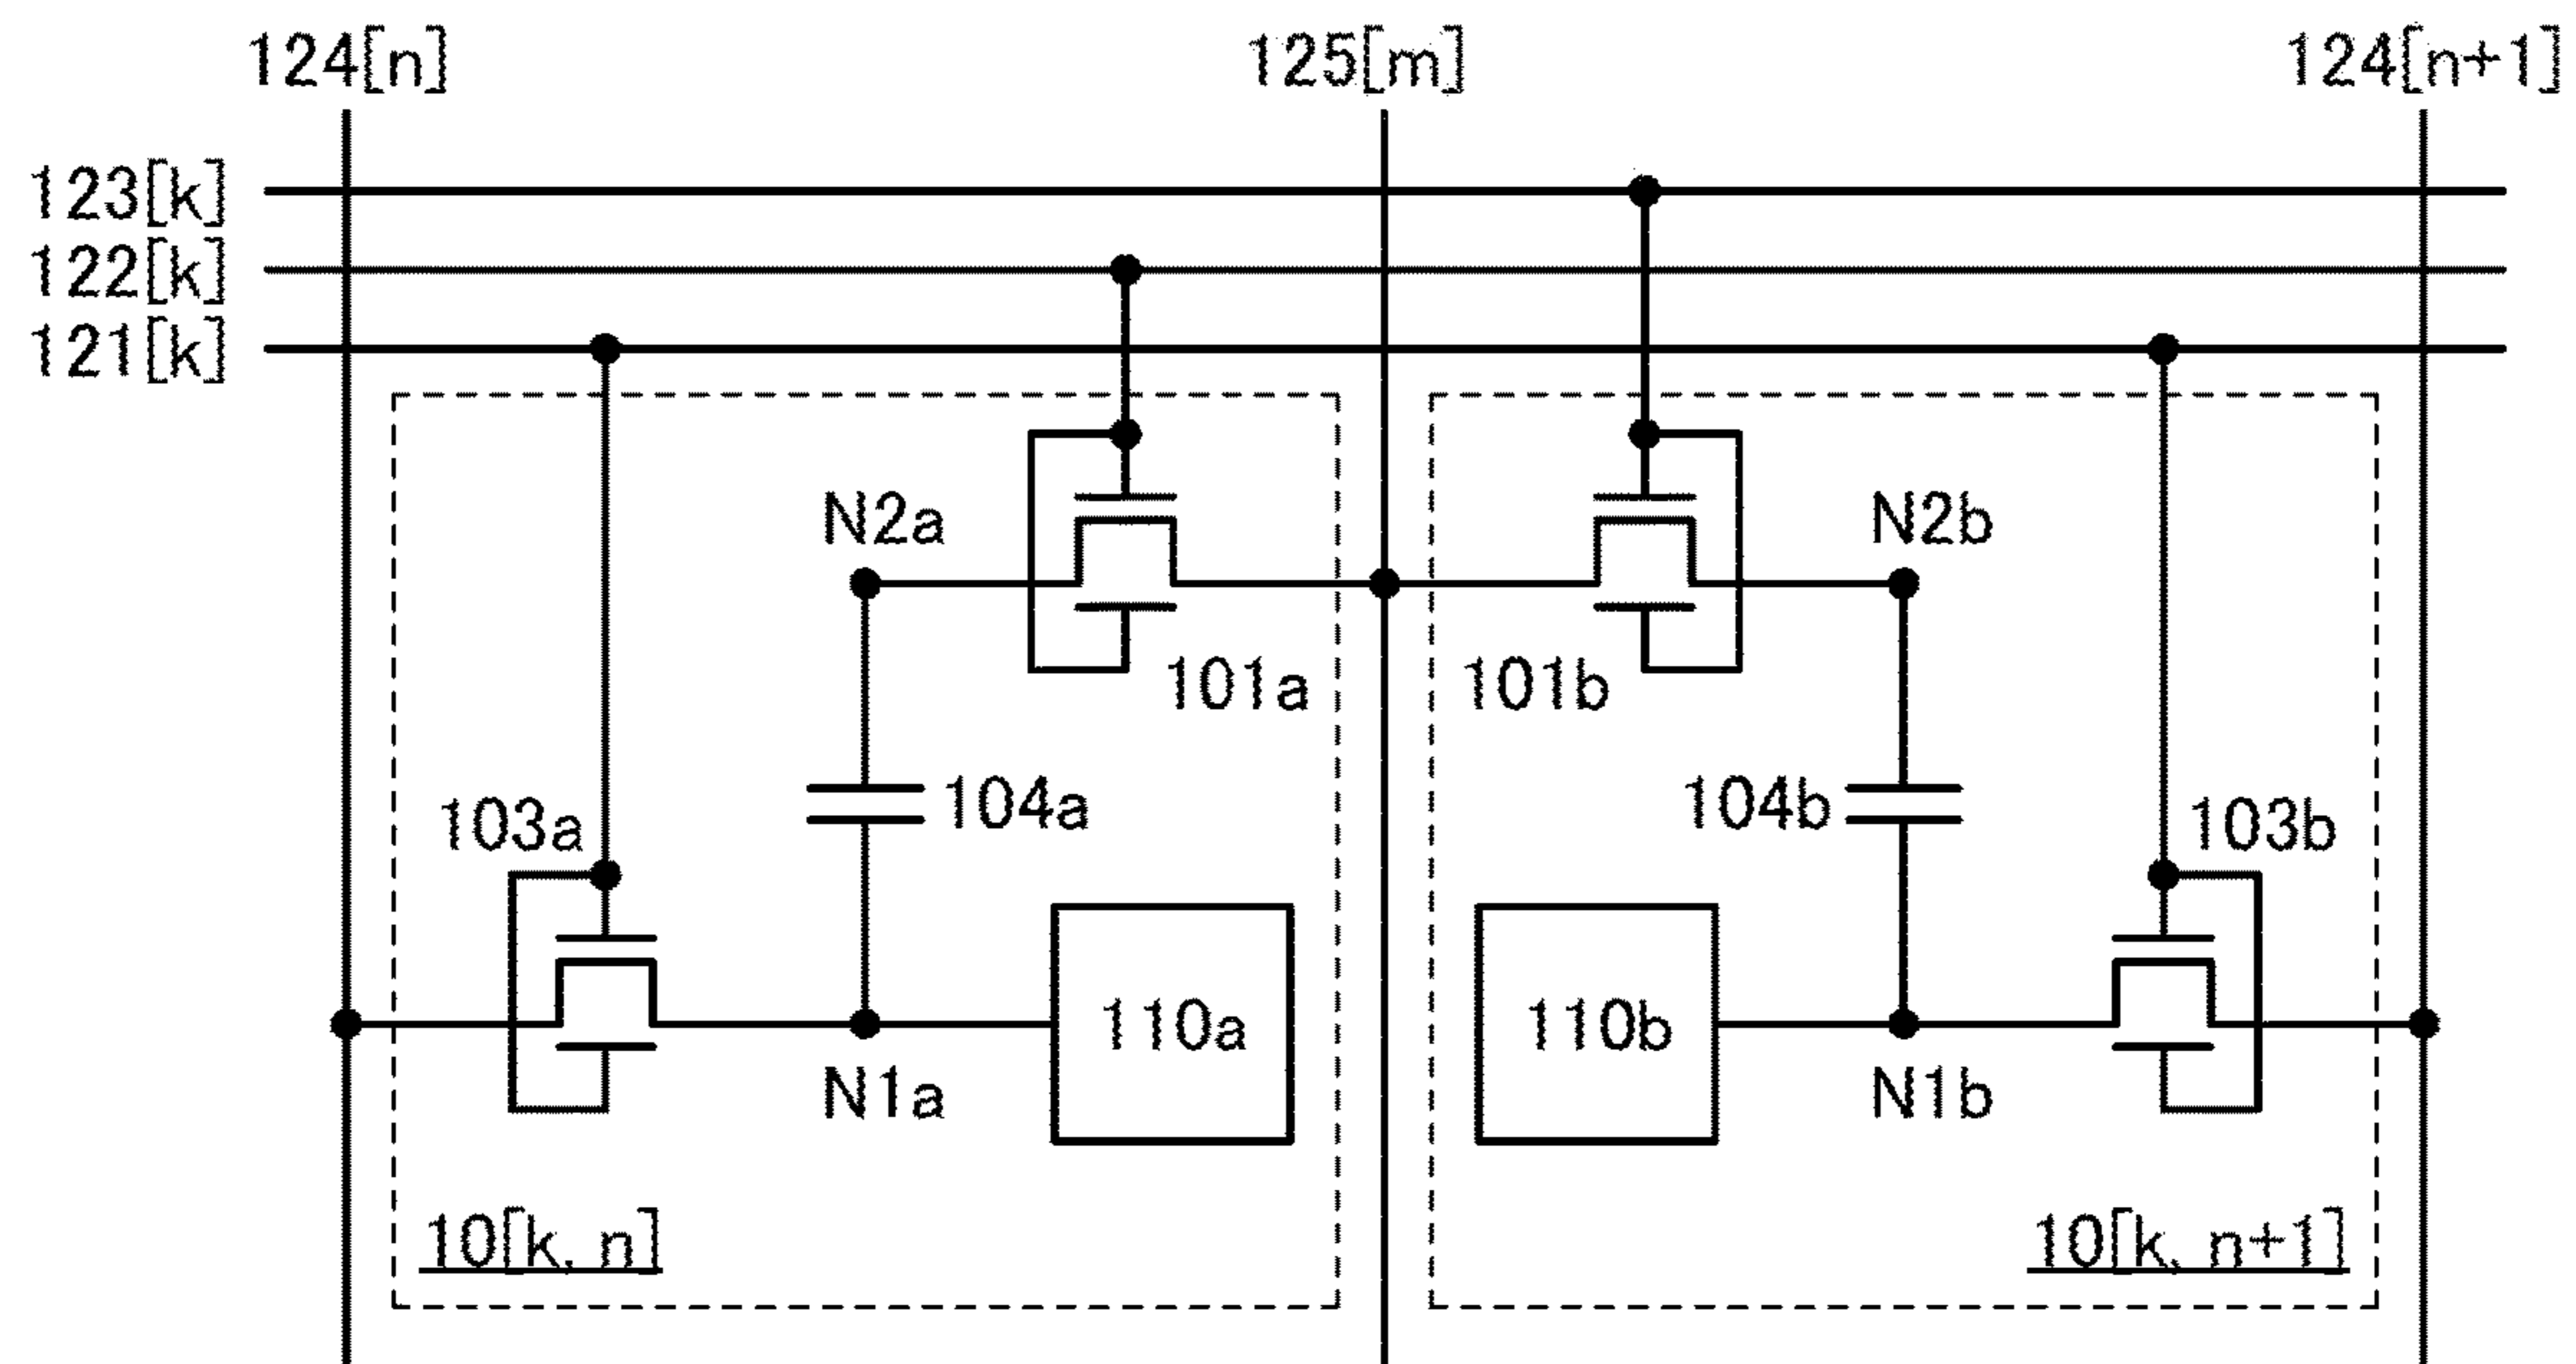 124[n] 125[m] 124[n+1]
123[k]
122[k]
121[k]
N2a N2b
101a 101b
104a 104b
103a 103b
110a 110b
N1a N1b
10[k, n] 10[k, n+1]